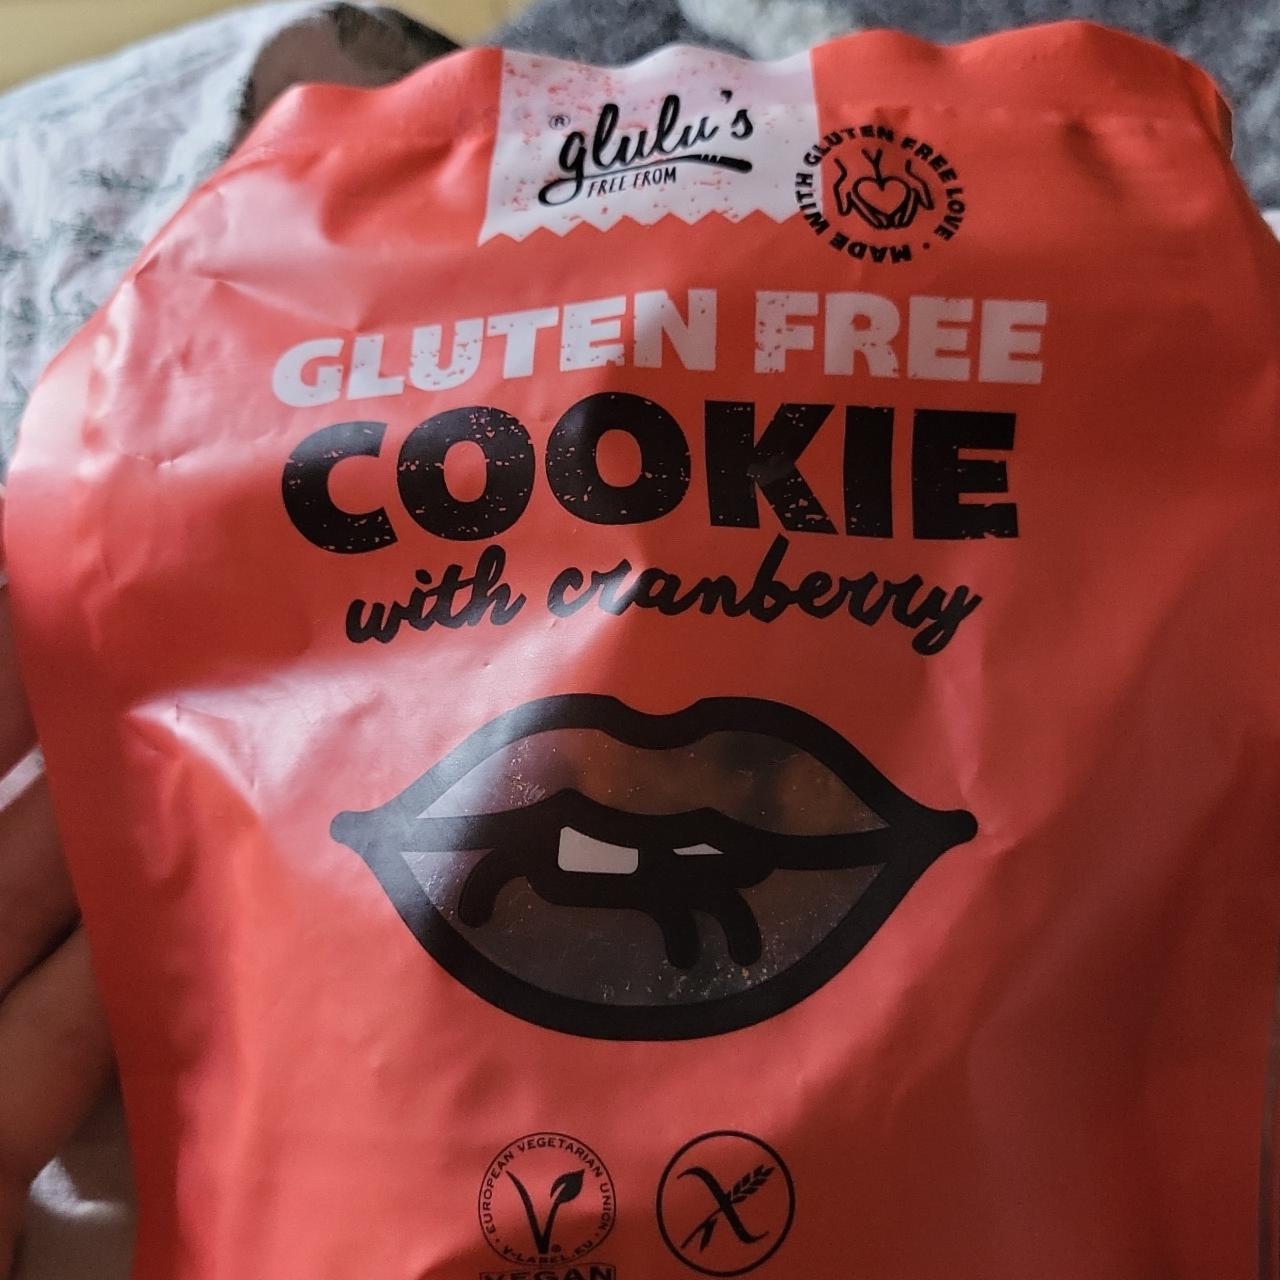 ® glulu's
FREE FROM
MADE WITH GLUTEN FREE LOVE •
GLUTEN FREE
COOKIE
with cranberry
• EUROPEAN VEGETARIAN UNION •
V-LABEL.EU
®
VEGAN